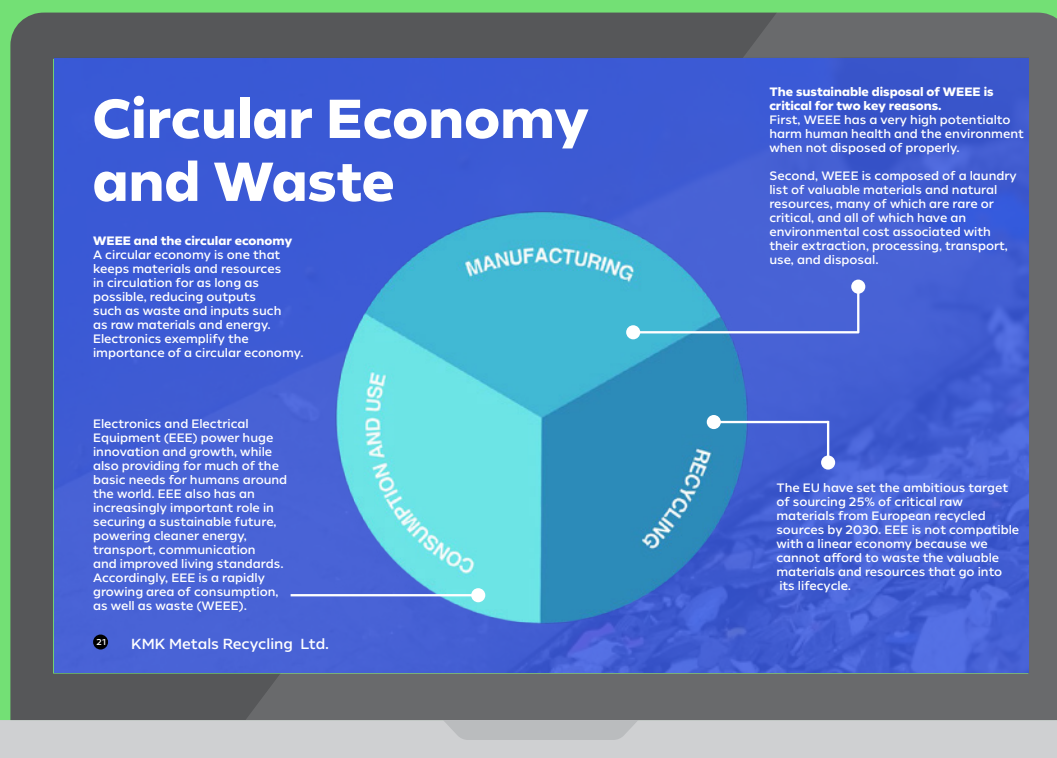 Circular Economy
and Waste
WEEE and the circular economy
A circular economy is one that
keeps materials and resources
in circulation for as long as
possible, reducing outputs
such as waste and inputs such
as raw materials and energy.
Electronics exemplify the
importance of a circular economy.
Electronics and Electrical
Equipment (EEE) power huge
innovation and growth, while
also providing for much of the
basic needs for humans around
the world. EEE also has an
increasingly important role in
securing a sustainable future,
powering cleaner energy,
transport, communication
and improved living standards.
Accordingly, EEE is a rapidly
growing area of consumption,
as well as waste (WEEE).
MANUFACTURING
CONSUMPTION AND USE
RECYCLING
The sustainable disposal of WEEE is
critical for two key reasons.
First, WEEE has a very high potentialto
harm human health and the environment
when not disposed of properly.
Second, WEEE is composed of a laundry
list of valuable materials and natural
resources, many of which are rare or
critical, and all of which have an
environmental cost associated with
their extraction, processing, transport,
use, and disposal.
The EU have set the ambitious target
of sourcing 25% of critical raw
materials from European recycled
sources by 2030. EEE is not compatible
with a linear economy because we
cannot afford to waste the valuable
materials and resources that go into
its lifecycle.
21 KMK Metals Recycling Ltd.